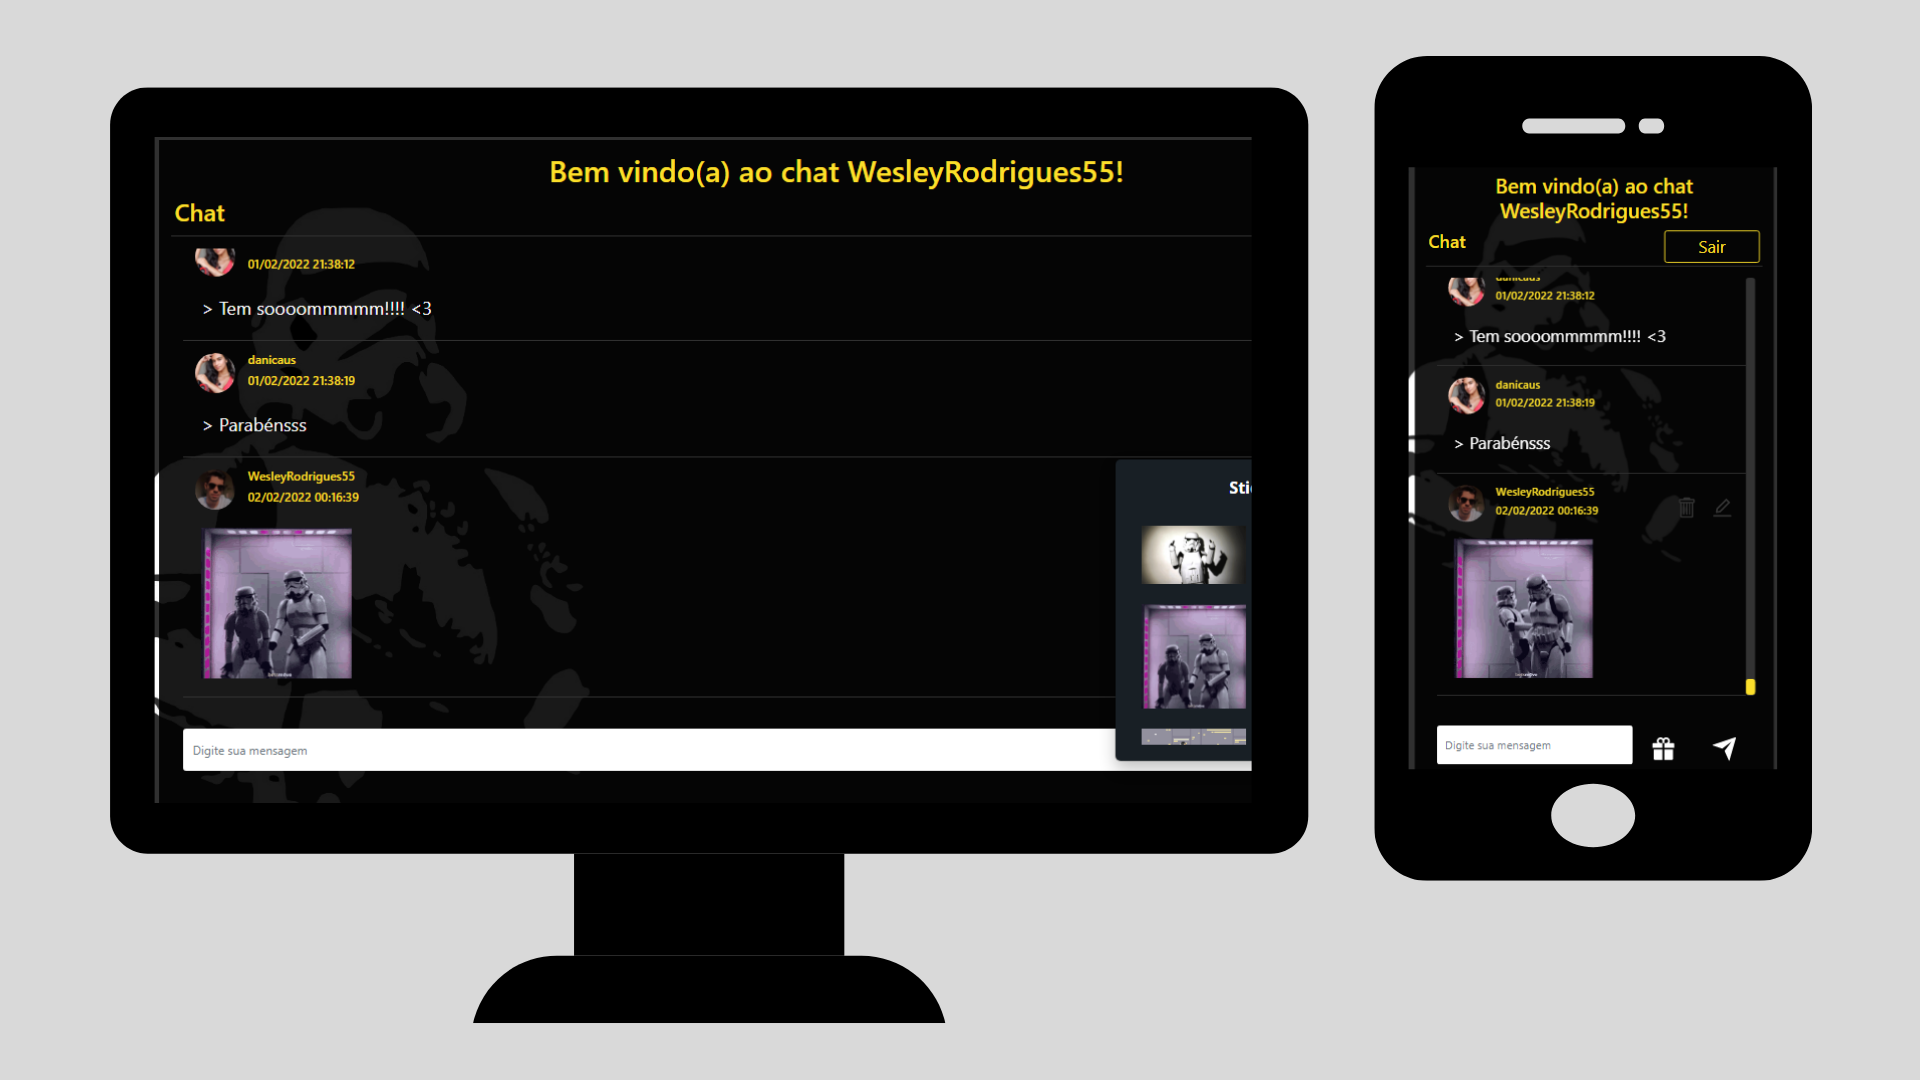 Bem vindo(a) ao chat WesleyRodrigues55!
Chat
01/02/2022 21:38:12
> Tem soooommmmm!!!! <3
danicaus
01/02/2022 21:38:19
> Parabénsss
WesleyRodrigues55
02/02/2022 00:16:39
Sti
Digite sua mensagem
Bem vindo(a) ao chat
WesleyRodrigues55!
Chat
Sair
danicaus
01/02/2022 21:38:12
> Tem soooommmmm!!!! <3
danicaus
01/02/2022 21:38:19
> Parabénsss
WesleyRodrigues55
02/02/2022 00:16:39
Digite sua mensagem